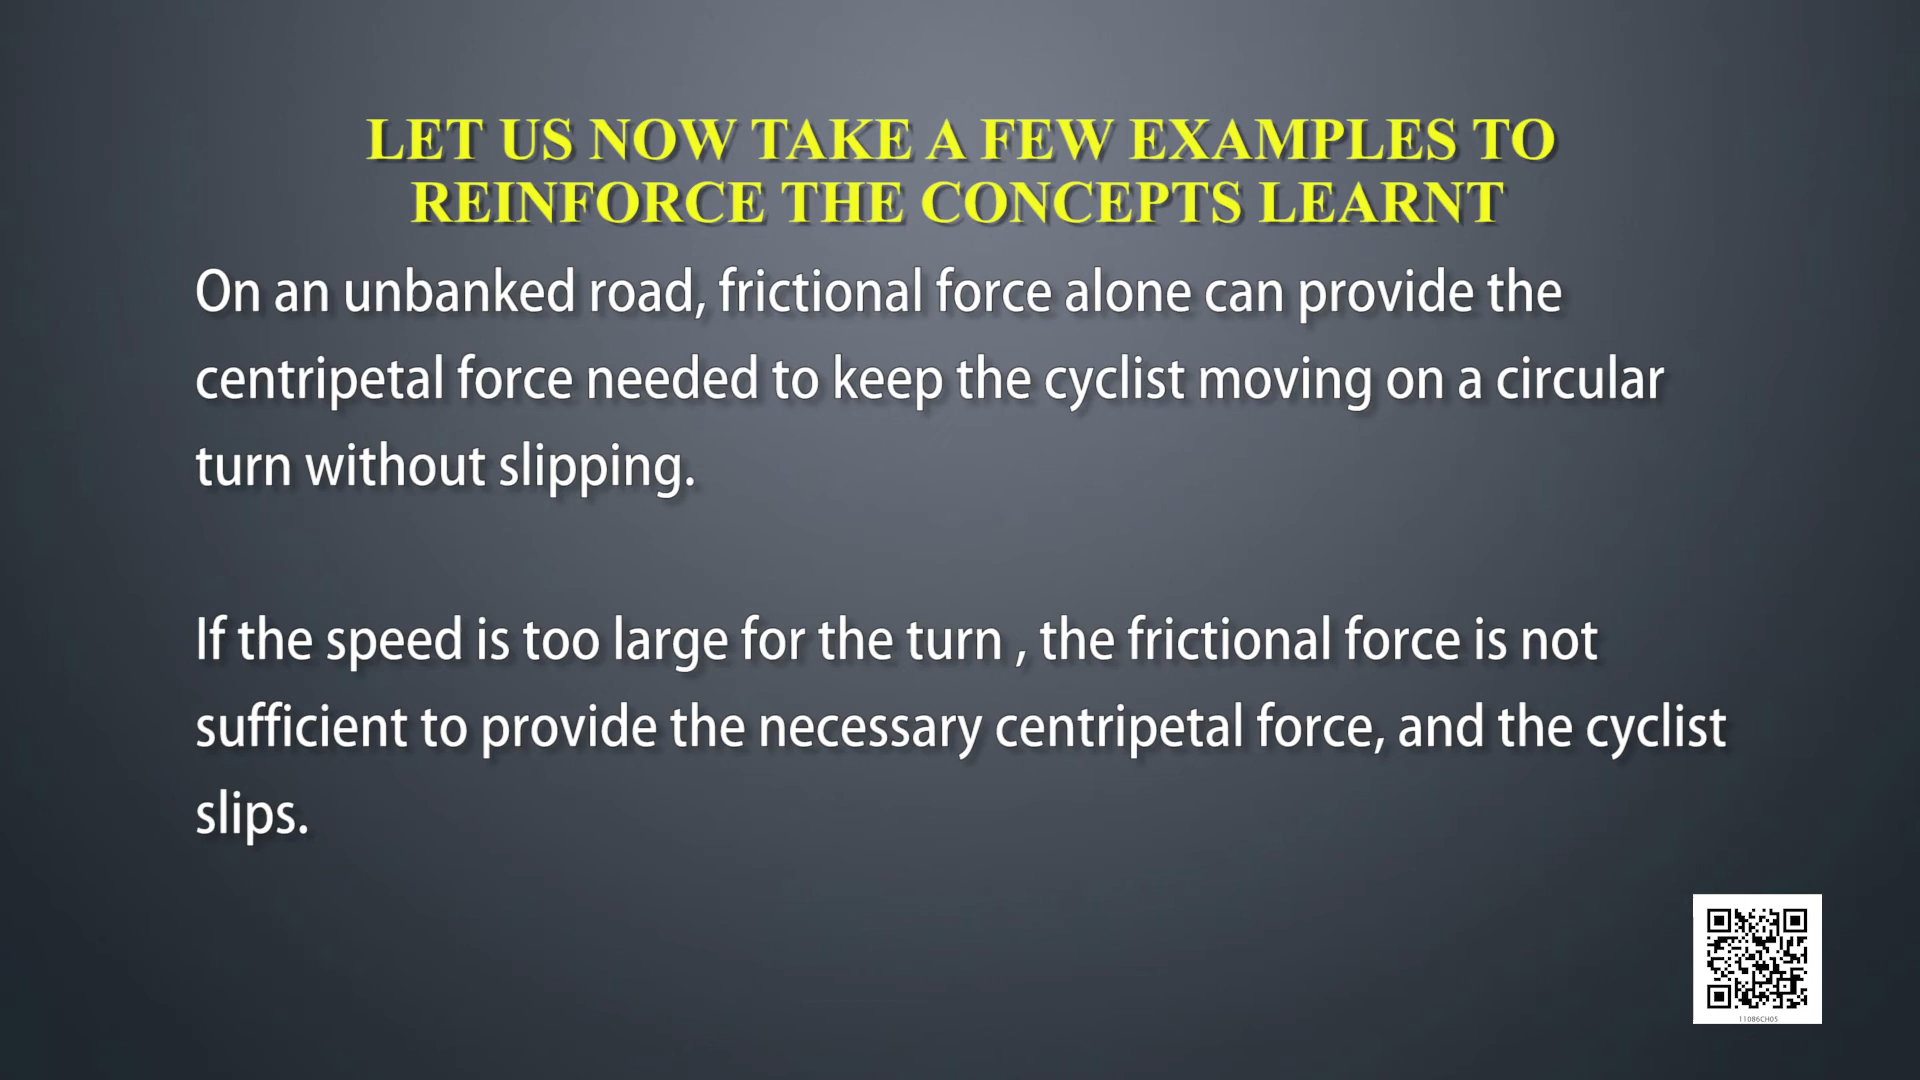 LET US NOW TAKE A FEW EXAMPLES TO
REINFORCE THE CONCEPTS LEARNT
On an unbanked road, frictional force alone can provide the
centripetal force needed to keep the cyclist moving on a circular
turn without slipping.
If the speed is too large for the turn , the frictional force is not
sufficient to provide the necessary centripetal force, and the cyclist
slips.
11086CH05